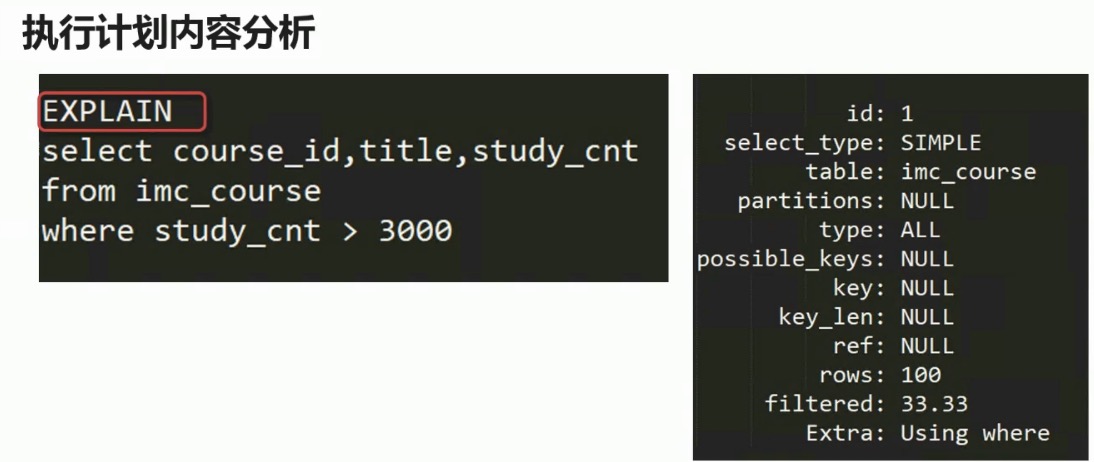 执行计划内容分析
EXPLAIN
select course_id,title,study_cnt
from imc_course
where study_cnt > 3000
id: 1
select_type: SIMPLE
table: imc_course
partitions: NULL
type: ALL
possible_keys: NULL
key: NULL
key_len: NULL
ref: NULL
rows: 100
filtered: 33.33
Extra: Using where